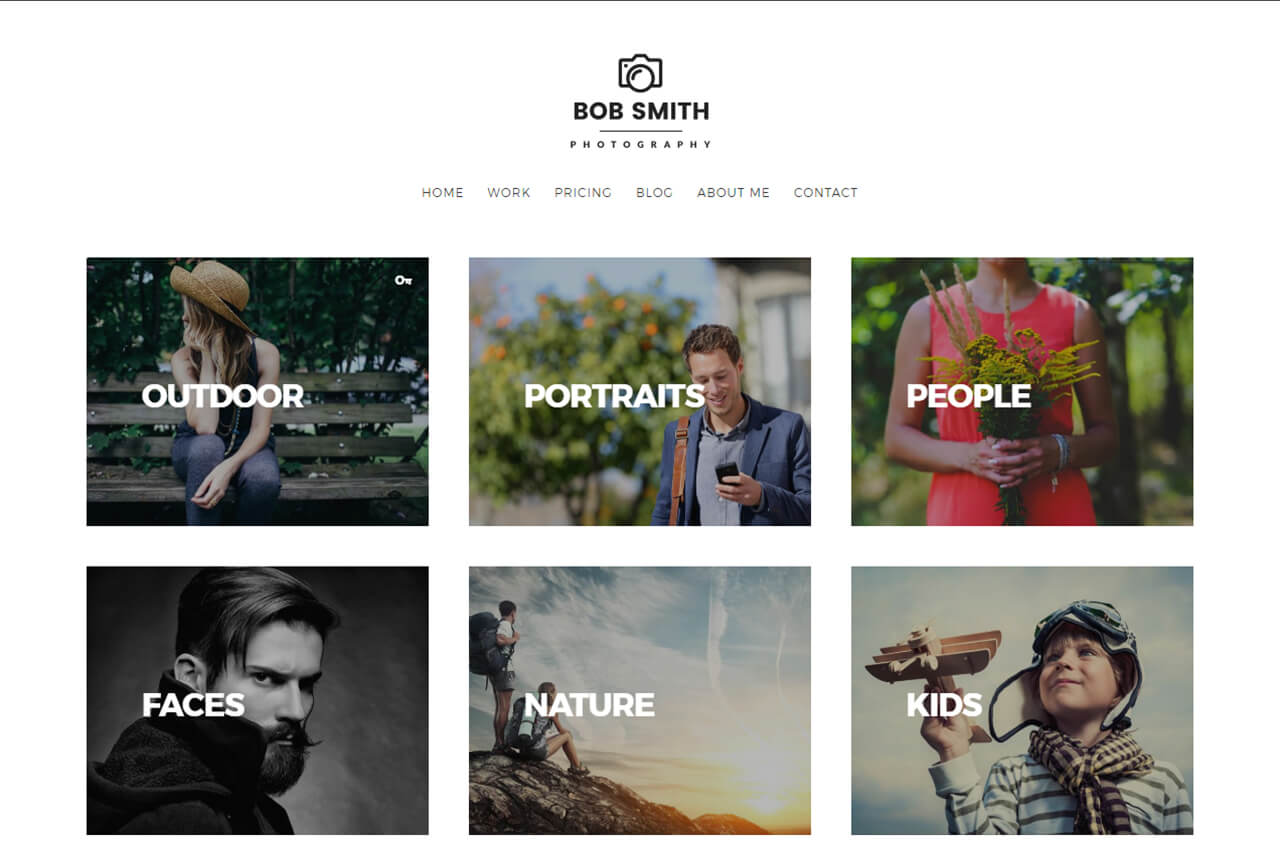 BOB SMITH
PHOTOGRAPHY
HOME WORK PRICING BLOG ABOUT ME CONTACT
OUTDOOR PORTRAITS PEOPLE
FACES NATURE KIDS